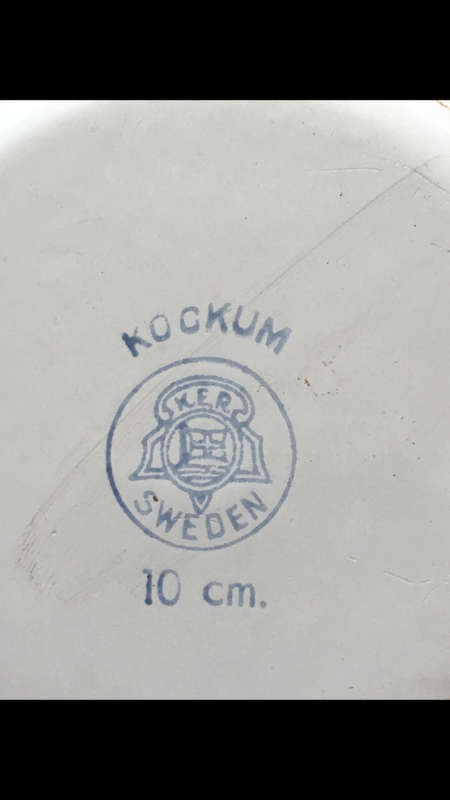 KOCKUM
K.E.R.
SWEDEN
10 cm.